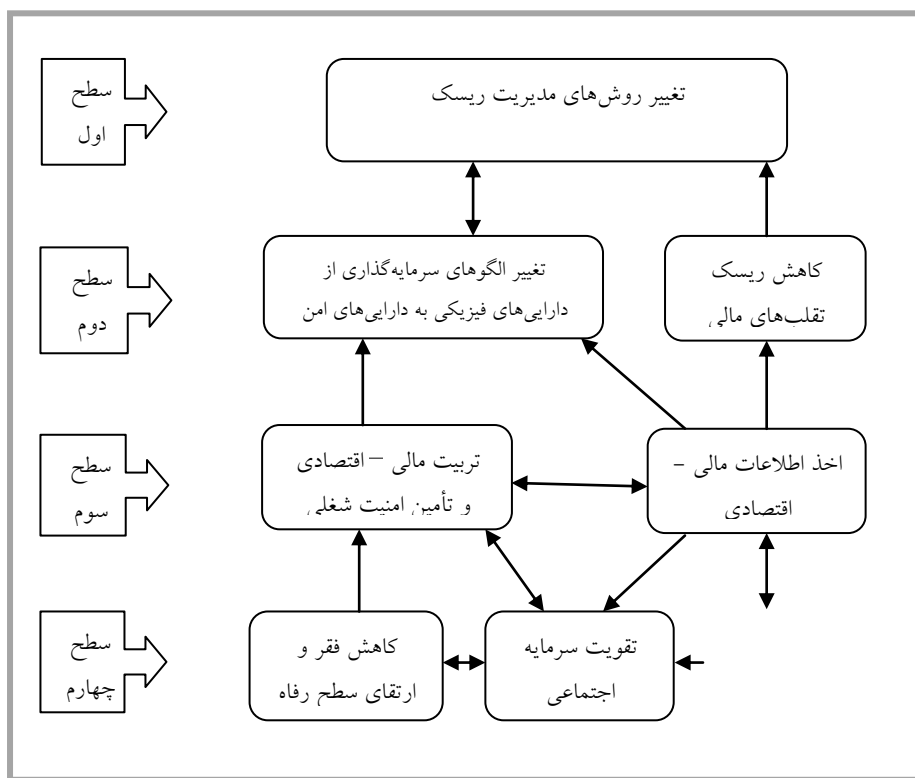 سطح
اول
تغییر روش‌های مدیریت ریسک
سطح
دوم
کاهش ریسک
تقلب‌های مالی
تغییر الگوهای سرمایه‌گذاری از
دارایی‌های فیزیکی به دارایی‌های امن
سطح
سوم
اخذ اطلاعات مالی –
اقتصادی
تربیت مالی – اقتصادی
و تأمین امنیت شغلی
سطح
چهارم
تقویت سرمایه
اجتماعی
کاهش فقر و
ارتقای سطح رفاه